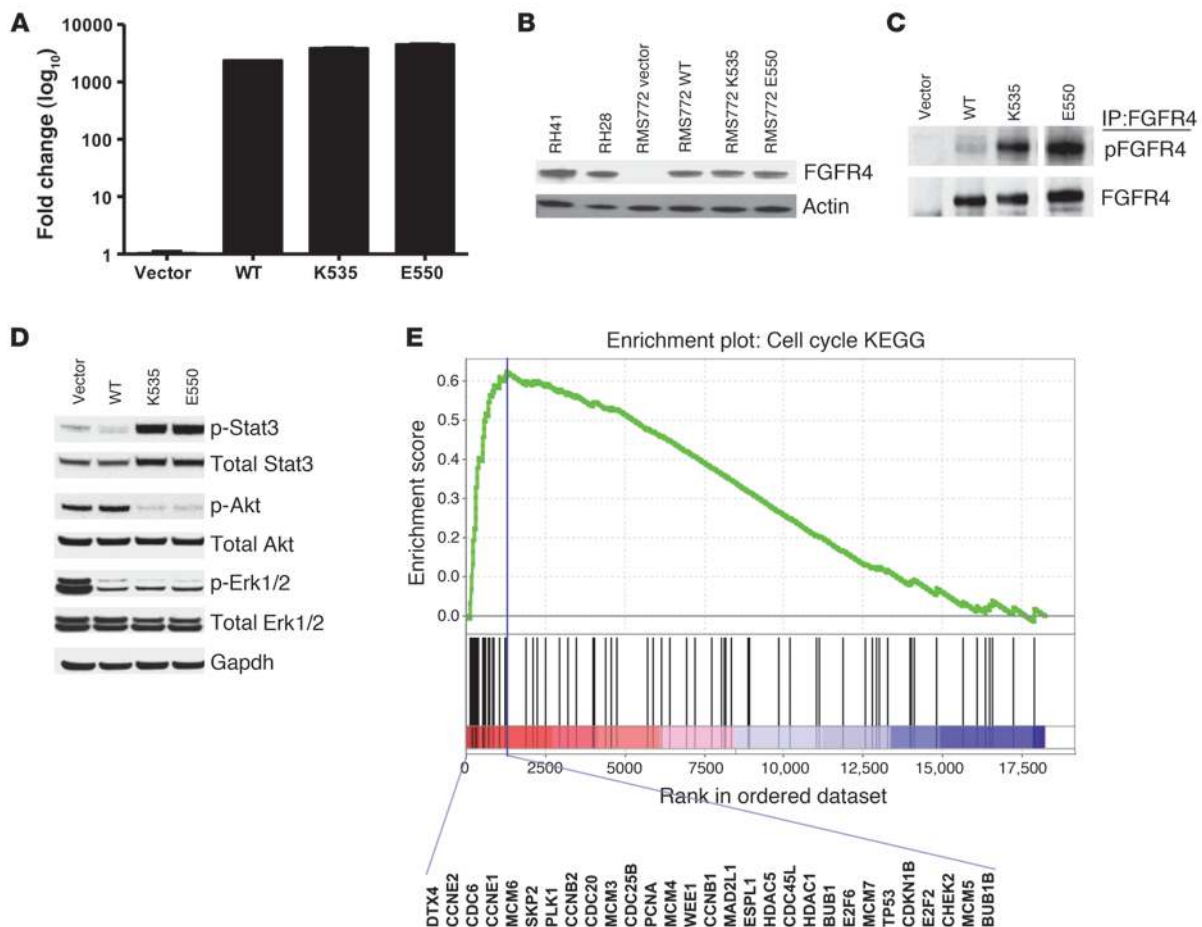 A
Fold change (log10)
10000
1000
100
10
1
Vector
WT
K535
E550
B
RH41
RH28
RMS772 vector
RMS772 WT
RMS772 K535
RMS772 E550
FGFR4
Actin
C
Vector
WT
K535
E550
IP:FGFR4
pFGFR4
FGFR4
D
Vector
WT
K535
E550
p-Stat3
Total Stat3
p-Akt
Total Akt
p-Erk1/2
Total Erk1/2
Gapdh
E
Enrichment plot: Cell cycle KEGG
Enrichment score
0.6
0.5
0.4
0.3
0.2
0.0
0.0
0
2500
5000
7500
10,000
12,500
15,000
17,500
Rank in ordered dataset
DTX4
CCNE2
CDC6
CCNE1
MCM6
SKP2
PLK1
CCNB2
CDC20
MCM3
CDC25B
PCNA
MCM4
WEE1
CCNB1
MAD2L1
ESPL1
HDAC5
CDC45L
HDAC1
BUB1
E2F6
MCM7
TP53
CDKN1B
E2F2
CHEK2
MCM5
BUB1B